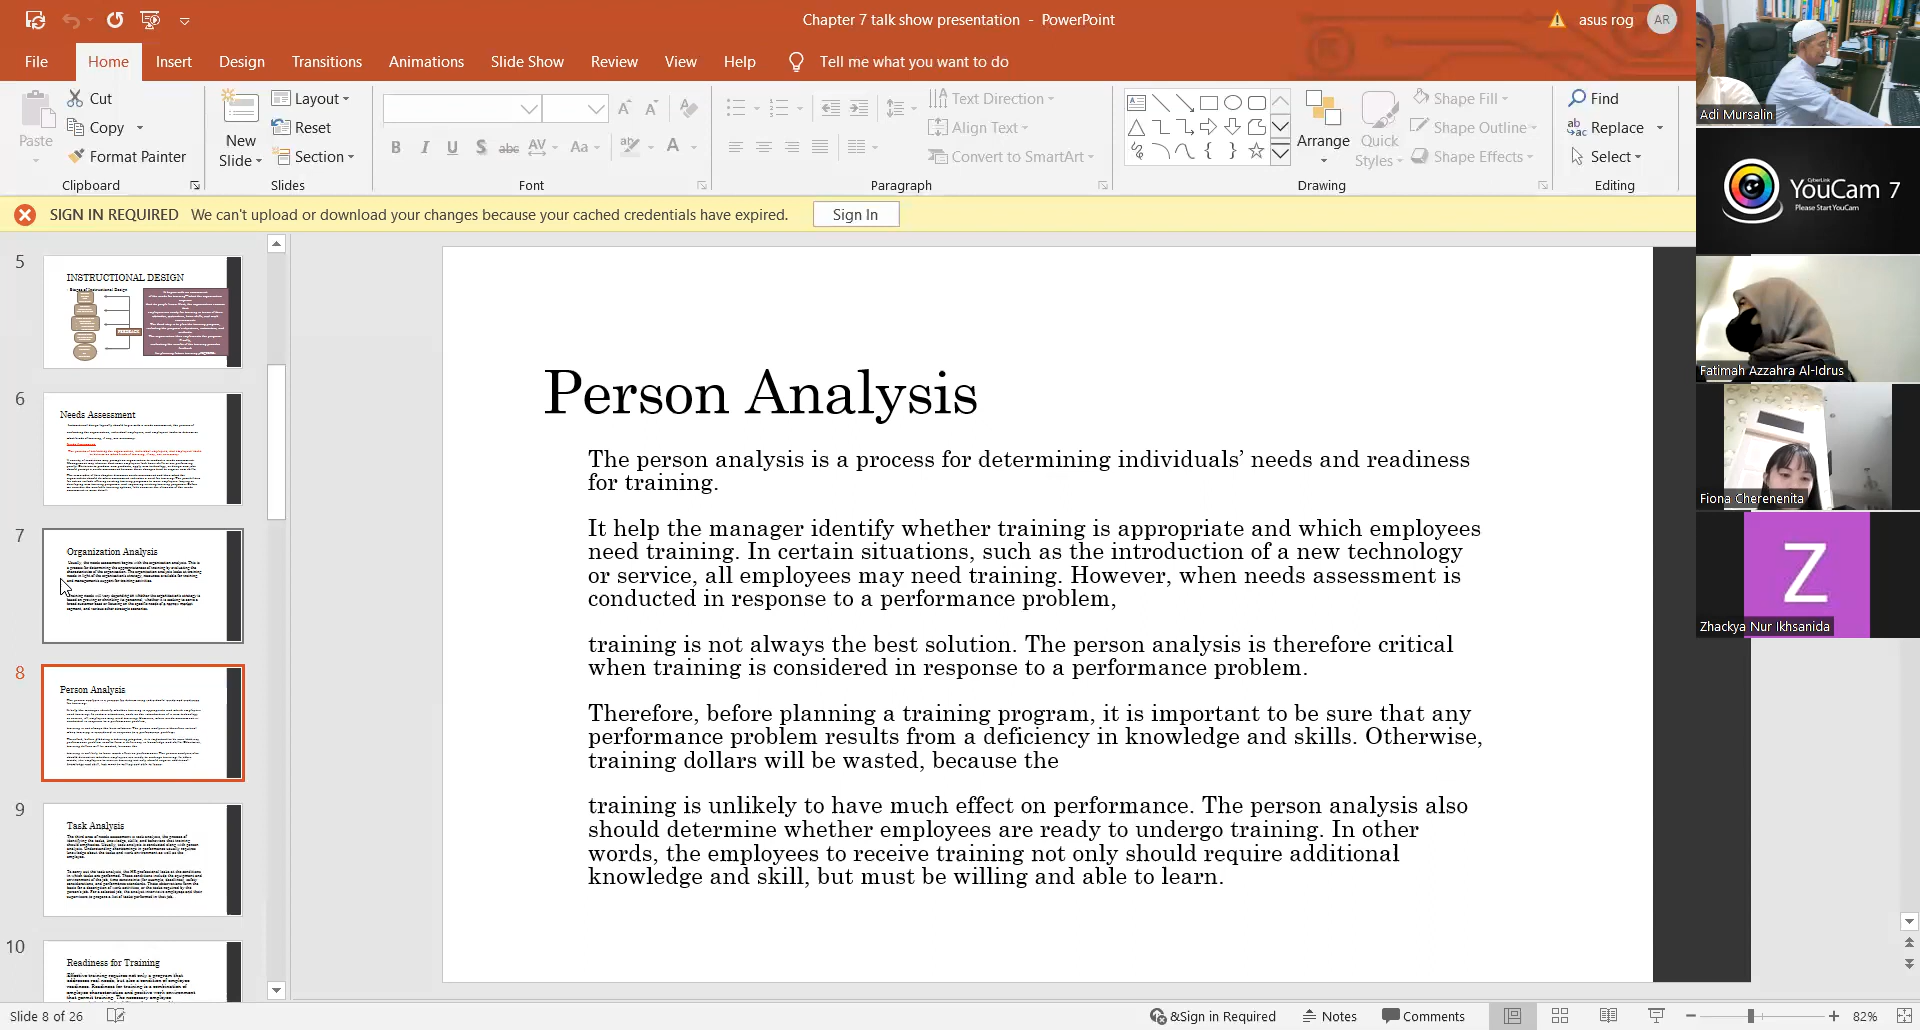 Chapter 7 talk show presentation - PowerPoint
asus rog
AR
File
Home
Insert
Design
Transitions
Animations
Slide Show
Review
View
Help
Tell me what you want to do
Paste
Cut
Copy
Format Painter
Clipboard
New
Slide
Layout
Reset
Section
Slides
B
I
U
S
abc
AV
Aa
A
Font
Text Direction
Align Text
Convert to SmartArt
Paragraph
Arrange
Quick
Styles
Shape Fill
Shape Outline
Shape Effects
Drawing
Find
Replace
Select
Editing
SIGN IN REQUIRED We can't upload or download your changes because your cached credentials have expired.
Sign In
5
INSTRUCTIONAL DESIGN
Stages of Instructional Design
FEEDBACK
6
Needs Assessment
7
Organization Analysis
8
Person Analysis
9
Task Analysis
10
Readiness for Training
Person Analysis
The person analysis is a process for determining individuals’ needs and readiness
for training.
It help the manager identify whether training is appropriate and which employees
need training. In certain situations, such as the introduction of a new technology
or service, all employees may need training. However, when needs assessment is
conducted in response to a performance problem,
training is not always the best solution. The person analysis is therefore critical
when training is considered in response to a performance problem.
Therefore, before planning a training program, it is important to be sure that any
performance problem results from a deficiency in knowledge and skills. Otherwise,
training dollars will be wasted, because the
training is unlikely to have much effect on performance. The person analysis also
should determine whether employees are ready to undergo training. In other
words, the employees to receive training not only should require additional
knowledge and skill, but must be willing and able to learn.
Adi Mursalin
CyberLink
YouCam 7
Please Start YouCam
Fatimah Azzahra Al-Idrus
Fiona Cherenenita
Z
Zhackya Nur Ikhsanida
Slide 8 of 26
&Sign in Required
Notes
Comments
82%